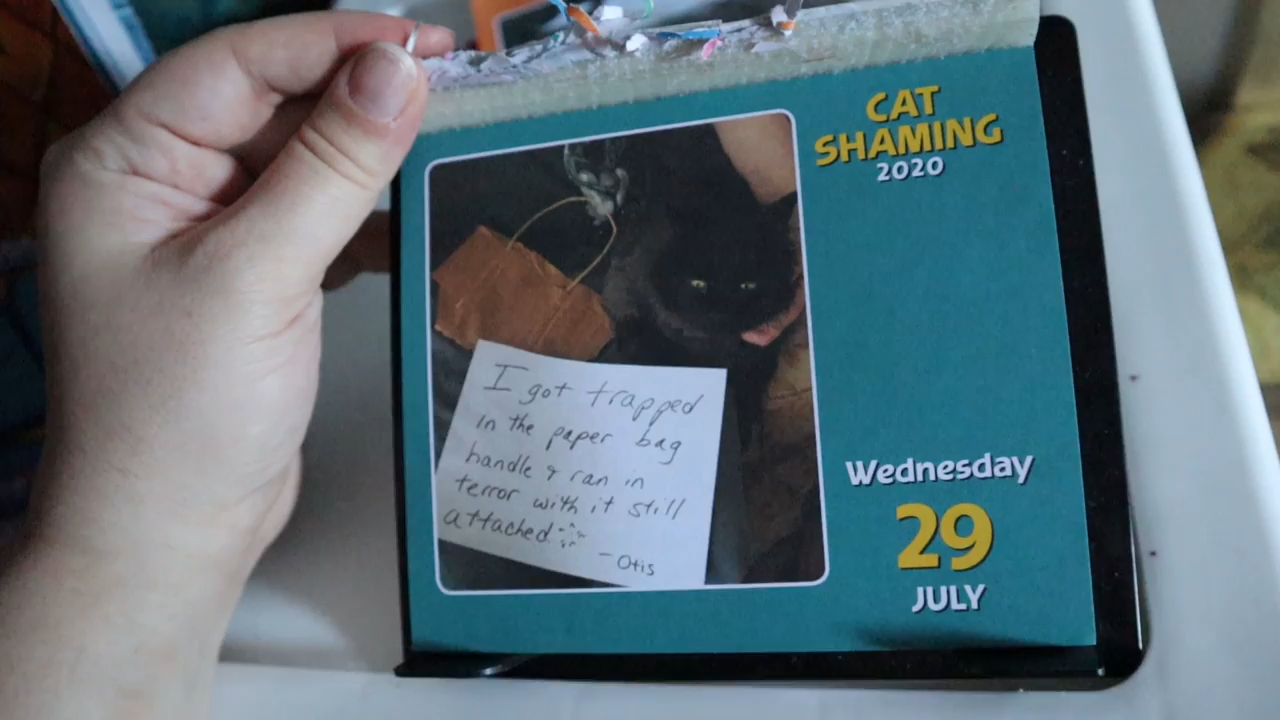 CAT
SHAMING
2020
I got trapped
in the paper bag
handle & ran in
terror with it still
attached
-Otis
Wednesday
29
JULY